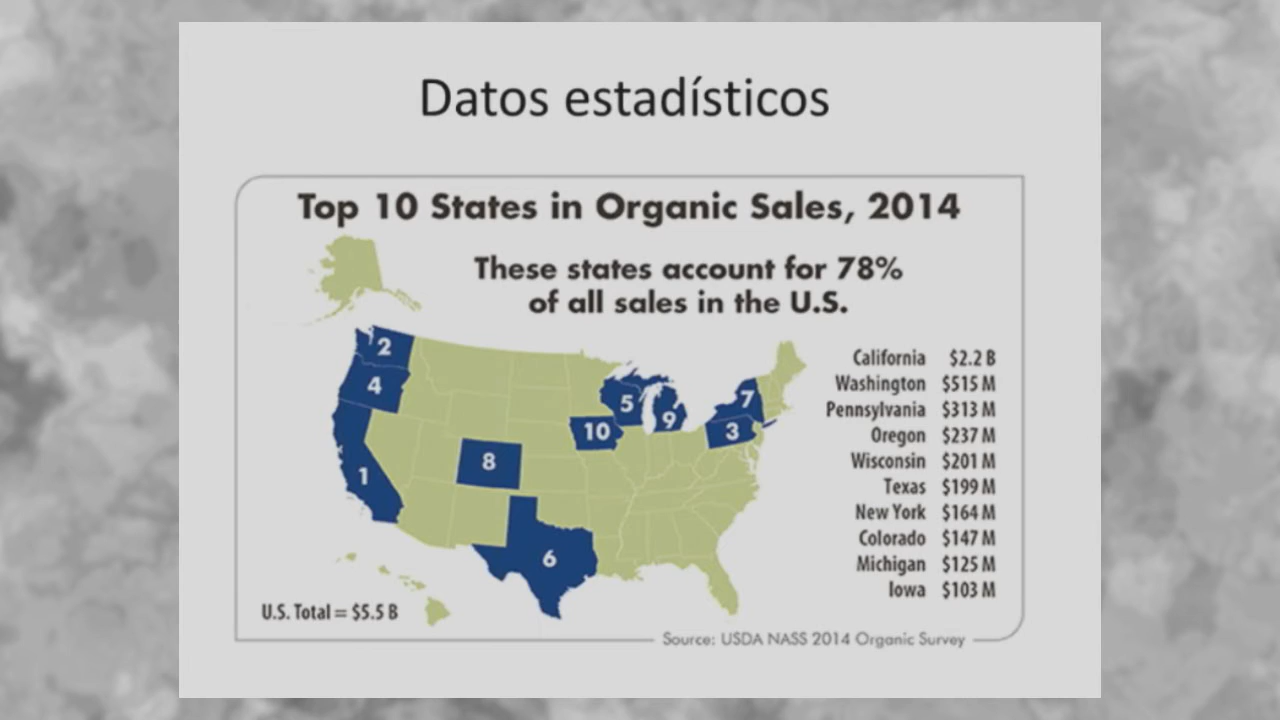 Datos estadísticos
Top 10 States in Organic Sales, 2014
These states account for 78%
of all sales in the U.S.
2
4
1
8
6
10
5
9
7
3
California $2.2 B
Washington $515 M
Pennsylvania $313 M
Oregon $237 M
Wisconsin $201 M
Texas $199 M
New York $164 M
Colorado $147 M
Michigan $125 M
Iowa $103 M
U.S. Total = $5.5 B
Source: USDA NASS 2014 Organic Survey